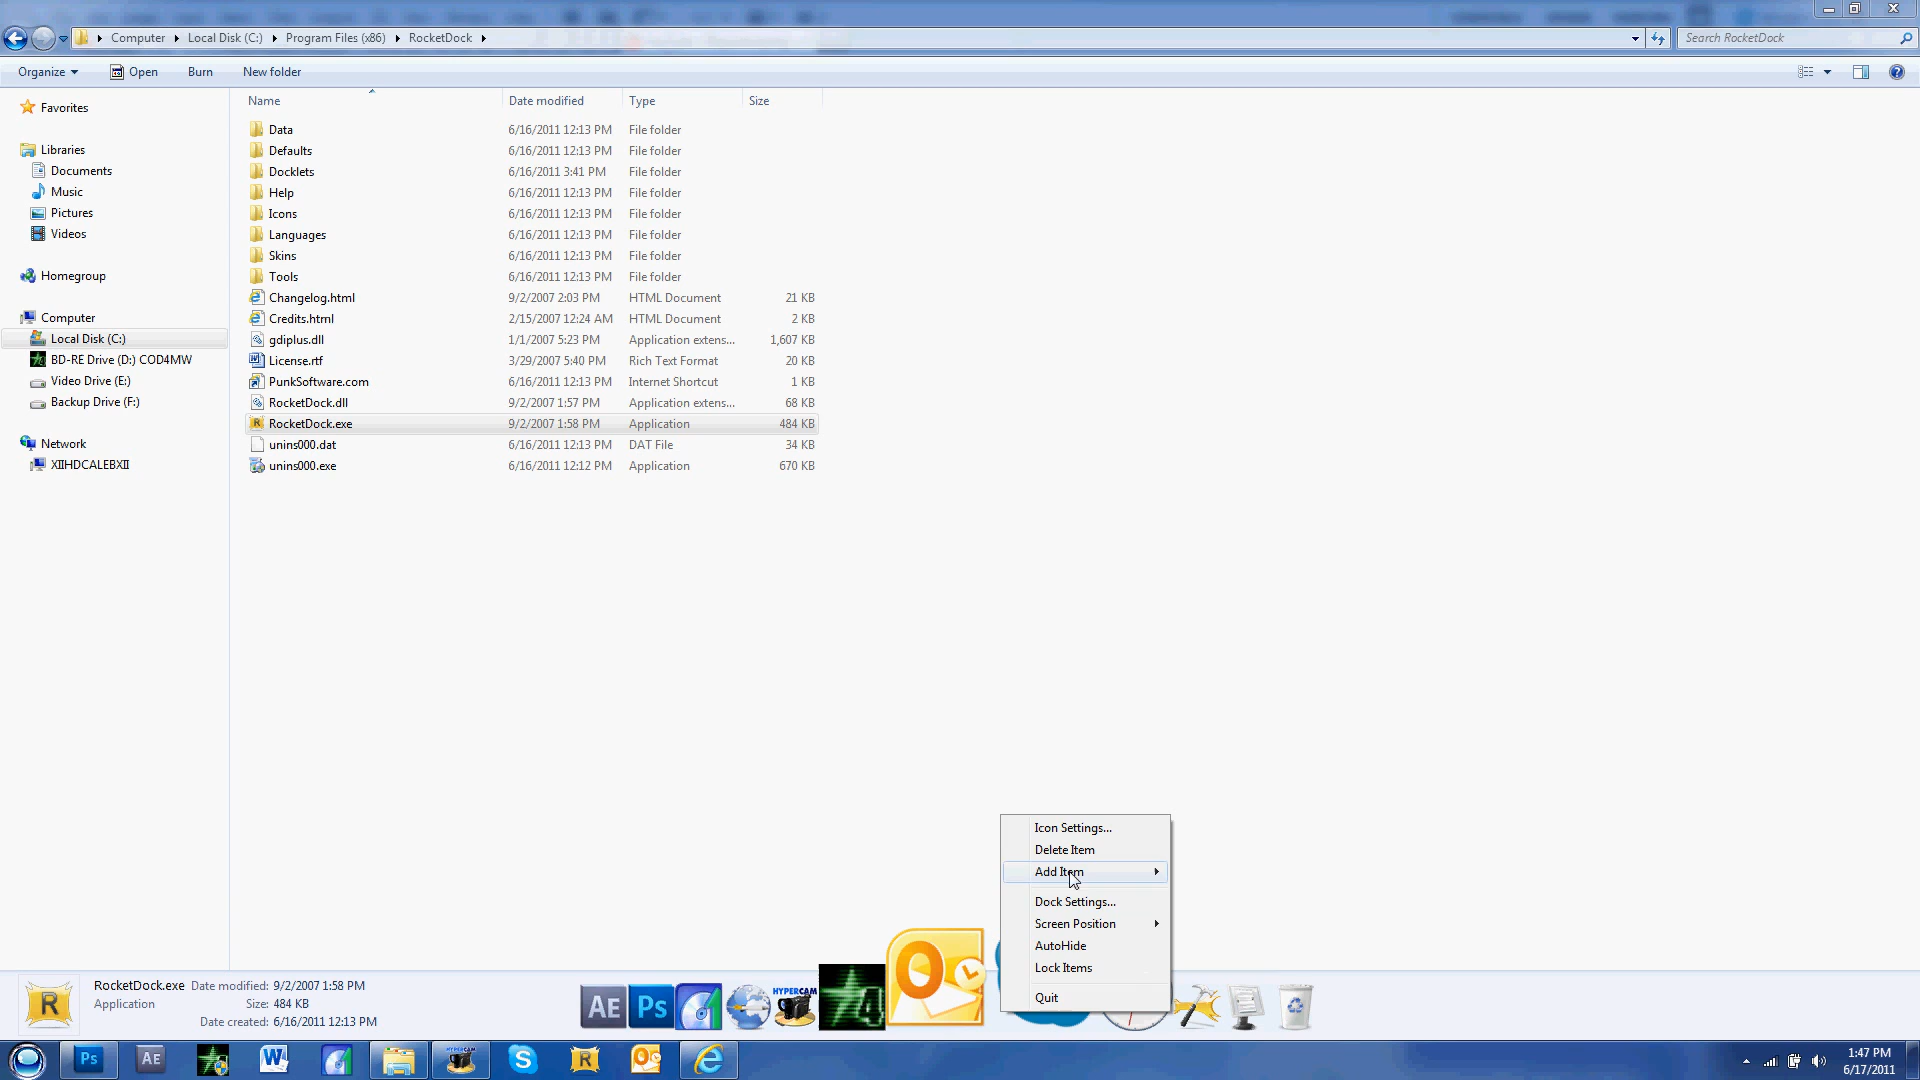 Computer Local Disk (C:) Program Files (x86) RocketDock Search RocketDock
Organize Open Burn New folder
Name Date modified Type Size
Favorites
Libraries
Documents
Music
Pictures
Videos
Homegroup
Computer
Local Disk (C:)
BD-RE Drive (D:) COD4MW
Video Drive (E:)
Backup Drive (F:)
Network
XIIHDCALEBXII
Data 6/16/2011 12:13 PM File folder
Defaults 6/16/2011 12:13 PM File folder
Docklets 6/16/2011 3:41 PM File folder
Help 6/16/2011 12:13 PM File folder
Icons 6/16/2011 12:13 PM File folder
Languages 6/16/2011 12:13 PM File folder
Skins 6/16/2011 12:13 PM File folder
Tools 6/16/2011 12:13 PM File folder
Changelog.html 9/2/2007 2:03 PM HTML Document 21 KB
Credits.html 2/15/2007 12:24 AM HTML Document 2 KB
gdiplus.dll 1/1/2007 5:23 PM Application extens... 1,607 KB
License.rtf 3/29/2007 5:40 PM Rich Text Format 20 KB
PunkSoftware.com 6/16/2011 12:13 PM Internet Shortcut 1 KB
RocketDock.dll 9/2/2007 1:57 PM Application extens... 68 KB
RocketDock.exe 9/2/2007 1:58 PM Application 484 KB
unins000.dat 6/16/2011 12:13 PM DAT File 34 KB
unins000.exe 6/16/2011 12:12 PM Application 670 KB
Icon Settings...
Delete Item
Add Item
Dock Settings...
Screen Position
AutoHide
Lock Items
Quit
R
RocketDock.exe Date modified: 9/2/2007 1:58 PM
Application Size: 484 KB
Date created: 6/16/2011 12:13 PM
AE Ps HYPERCAM 4 O
Ps AE W S R O
1:47 PM
6/17/2011